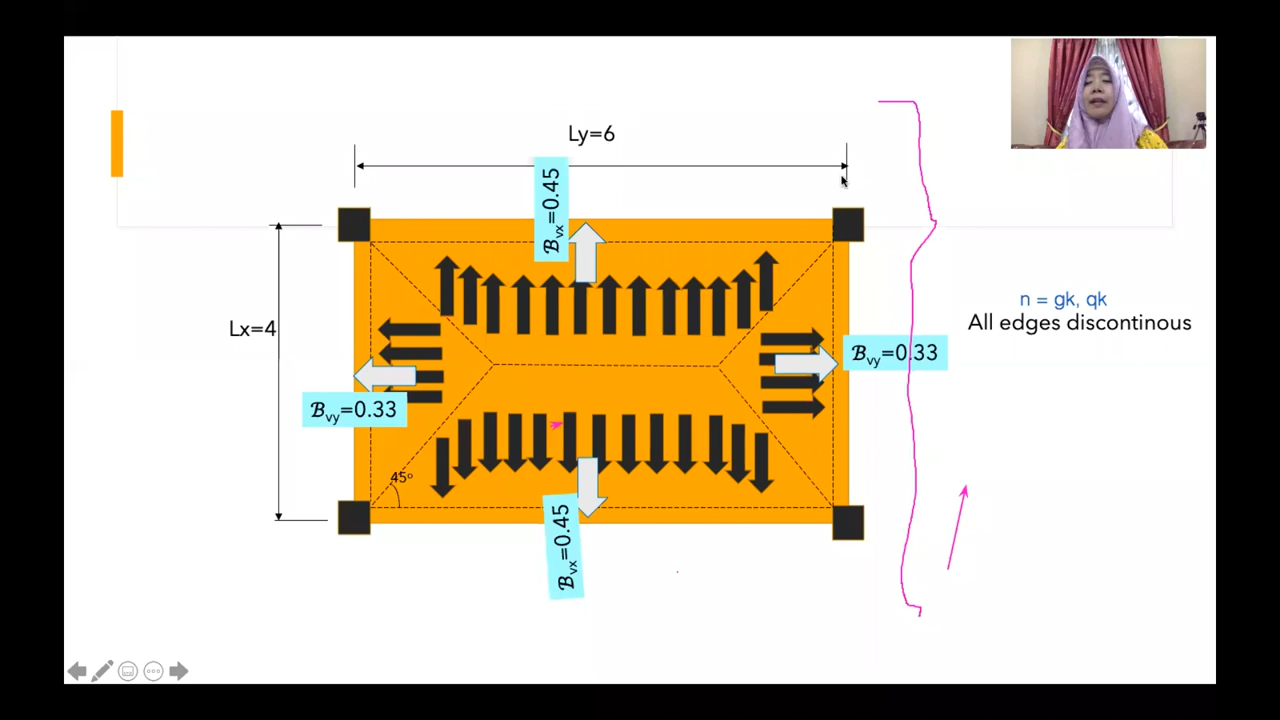 Ly=6
ℬvx=0.45
n = gk, qk
All edges discontinous
Lx=4
ℬvy=0.33
ℬvy=0.33
45°
ℬvx=0.45